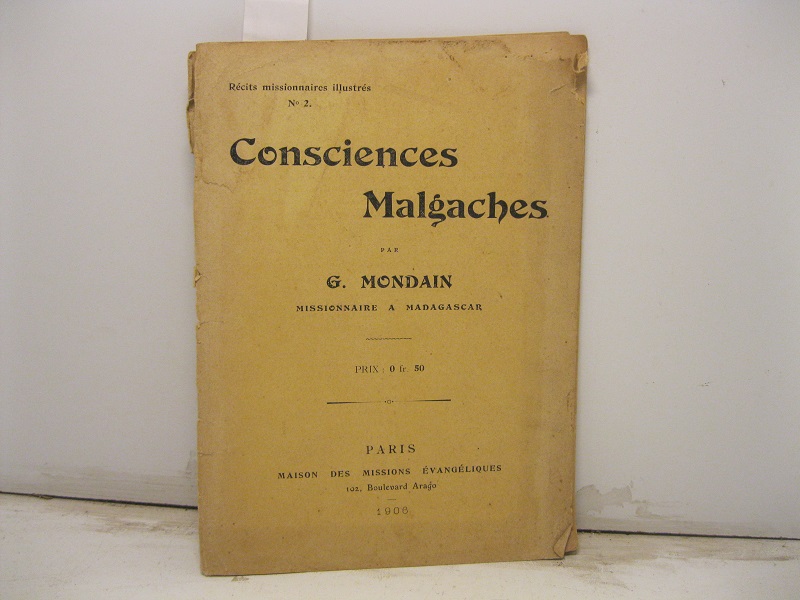 Récits missionnaires illustrés
Nº 2.
Consciences
Malgaches
PAR
G. MONDAIN
MISSIONNAIRE A MADAGASCAR
PRIX : 0 fr. 50
PARIS
MAISON DES MISSIONS ÉVANGÉLIQUES
102, Boulevard Arago
1906